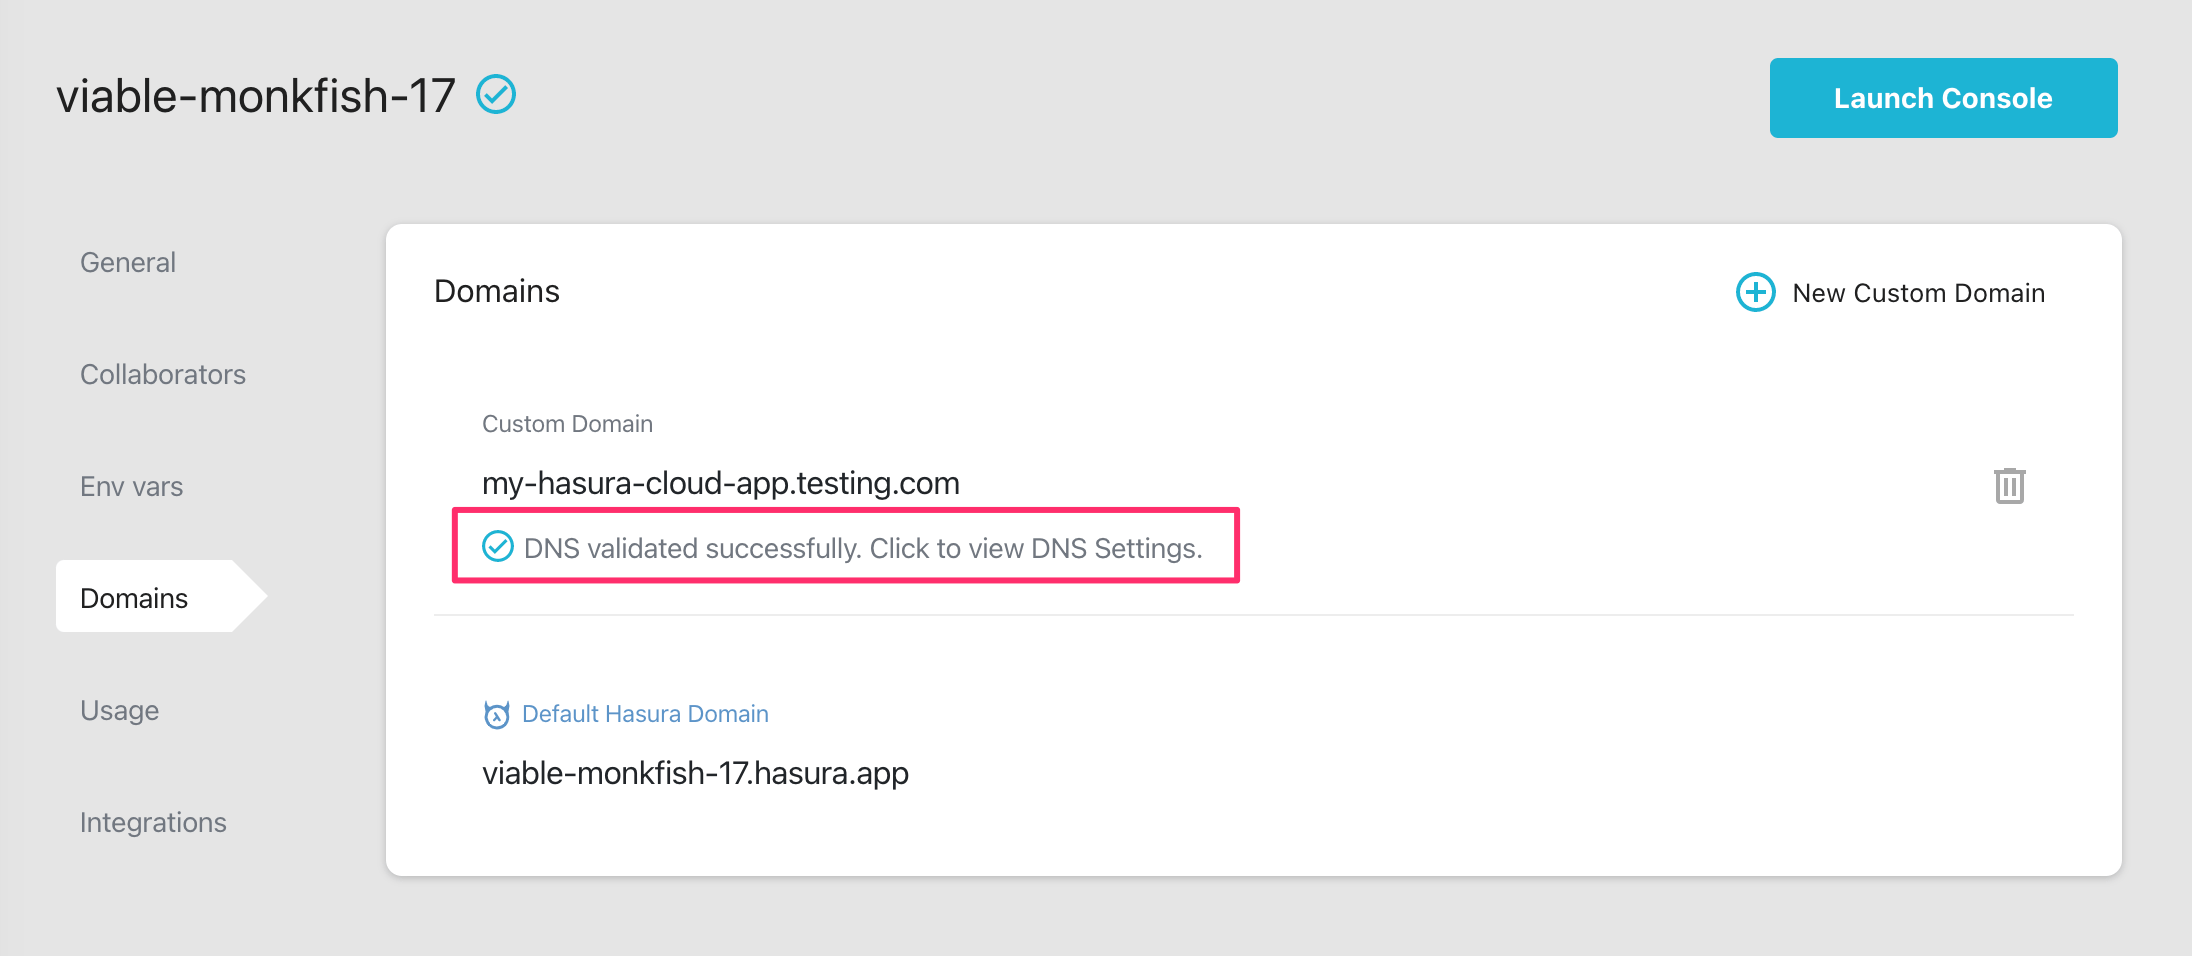 viable-monkfish-17
Launch Console
General
Collaborators
Env vars
Domains
Usage
Integrations
Domains
New Custom Domain
Custom Domain
my-hasura-cloud-app.testing.com
DNS validated successfully. Click to view DNS Settings.
Default Hasura Domain
viable-monkfish-17.hasura.app